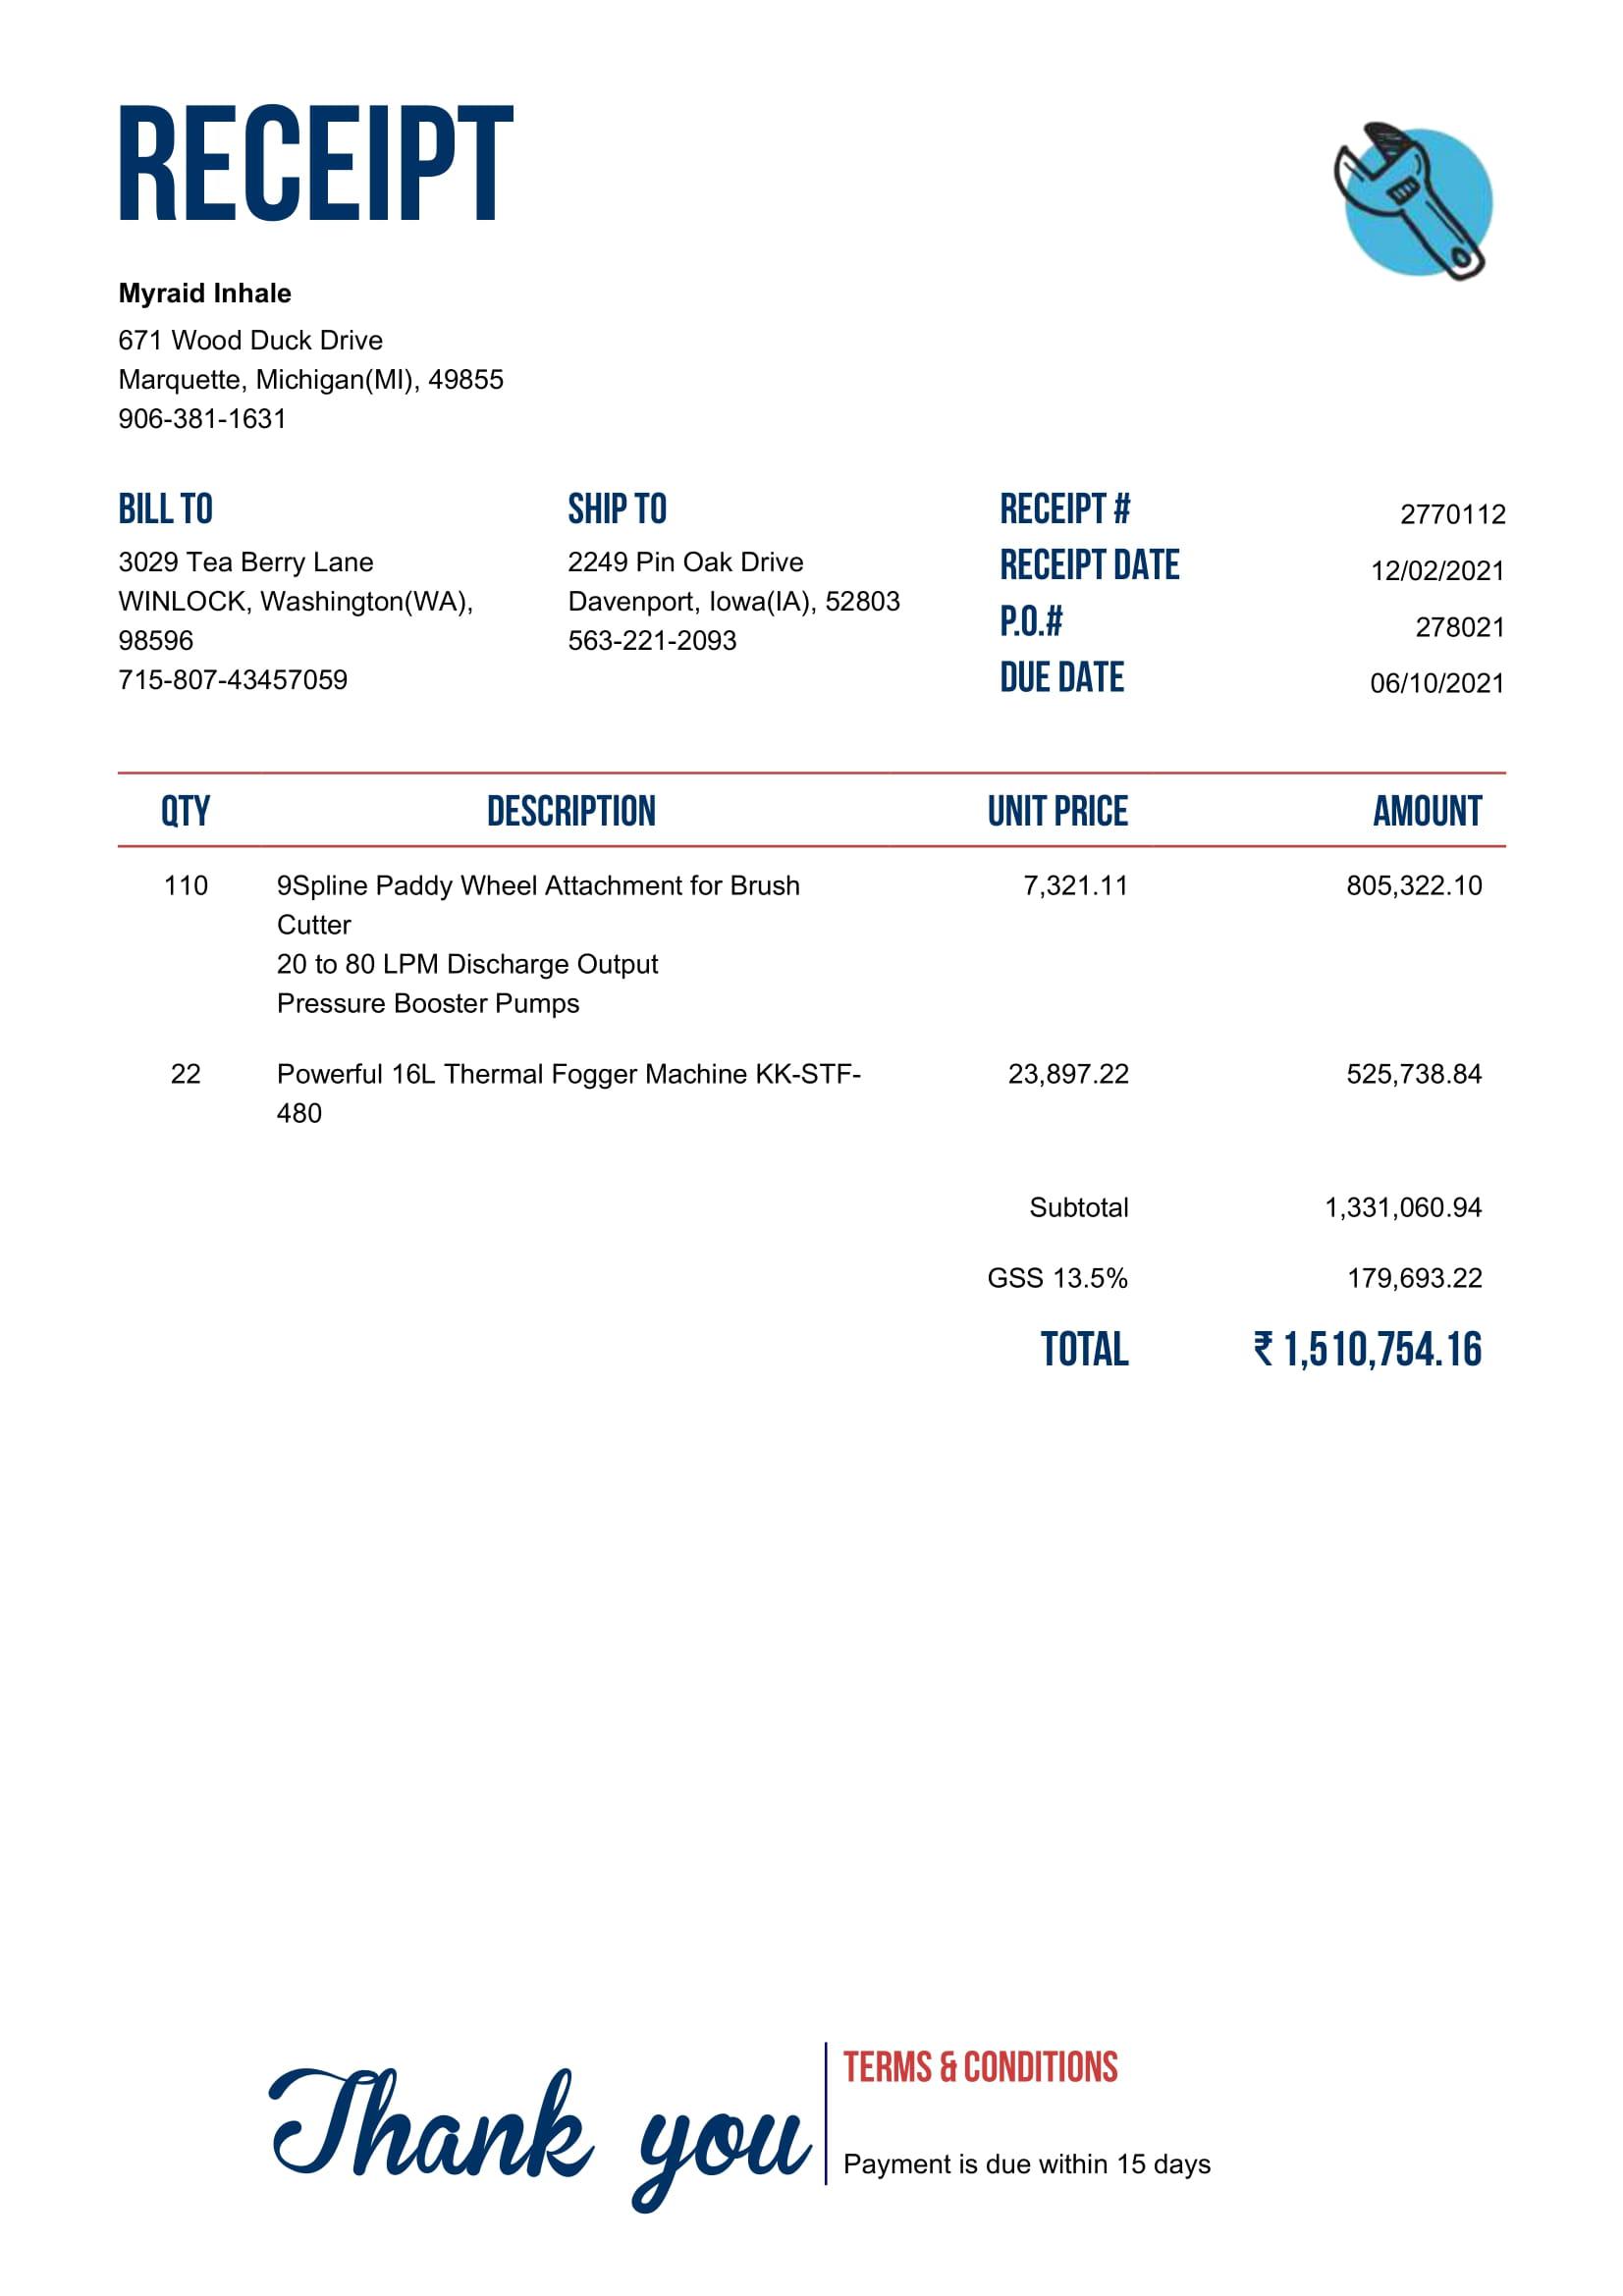 RECEIPT
Myraid Inhale
671 Wood Duck Drive
Marquette, Michigan(MI), 49855
906-381-1631
BILL TO
3029 Tea Berry Lane
WINLOCK, Washington(WA),
98596
715-807-43457059
SHIP TO
2249 Pin Oak Drive
Davenport, Iowa(IA), 52803
563-221-2093
RECEIPT # 2770112
RECEIPT DATE 12/02/2021
P.O.# 278021
DUE DATE 06/10/2021
QTY DESCRIPTION UNIT PRICE AMOUNT
110 9Spline Paddy Wheel Attachment for Brush 7,321.11 805,322.10
Cutter
20 to 80 LPM Discharge Output
Pressure Booster Pumps
22 Powerful 16L Thermal Fogger Machine KK-STF- 23,897.22 525,738.84
480
Subtotal 1,331,060.94
GSS 13.5% 179,693.22
TOTAL ₹ 1,510,754.16
Thank you
TERMS & CONDITIONS
Payment is due within 15 days